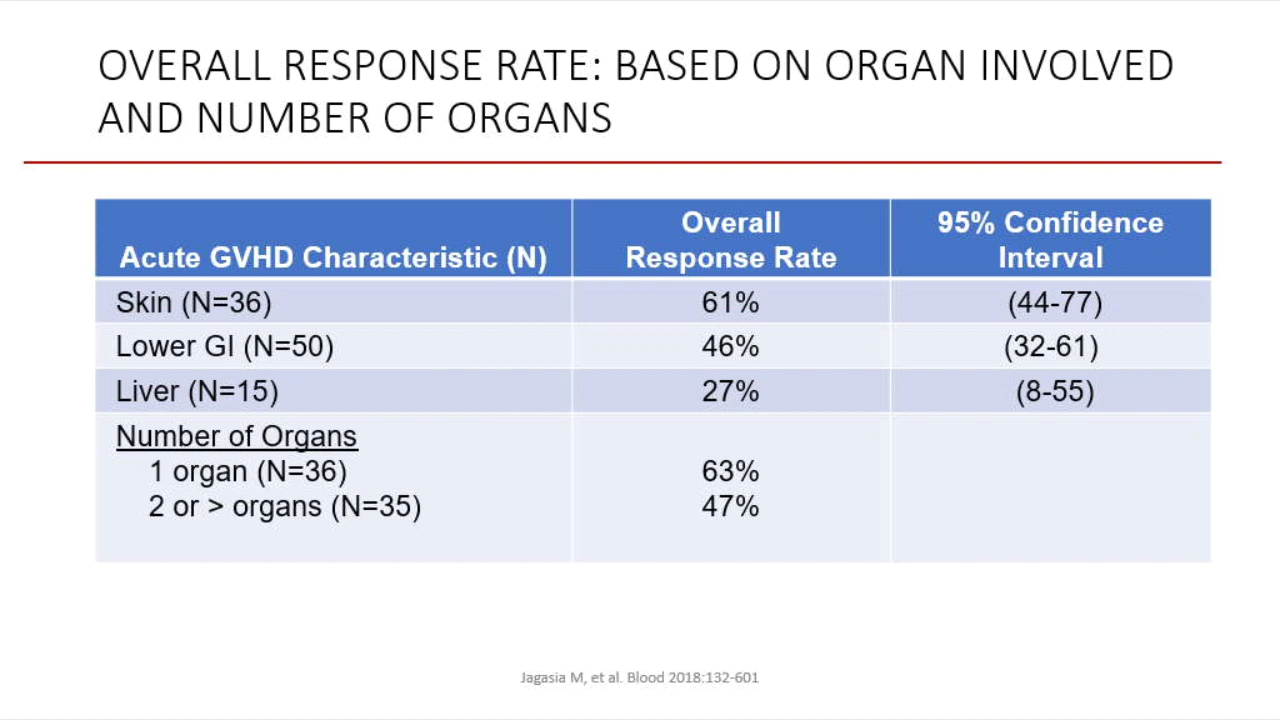 OVERALL RESPONSE RATE: BASED ON ORGAN INVOLVED
AND NUMBER OF ORGANS
Acute GVHD Characteristic (N) Overall Response Rate 95% Confidence Interval
Skin (N=36) 61% (44-77)
Lower GI (N=50) 46% (32-61)
Liver (N=15) 27% (8-55)
Number of Organs
1 organ (N=36) 63%
2 or > organs (N=35) 47%
Jagasia M, et al. Blood 2018:132-601